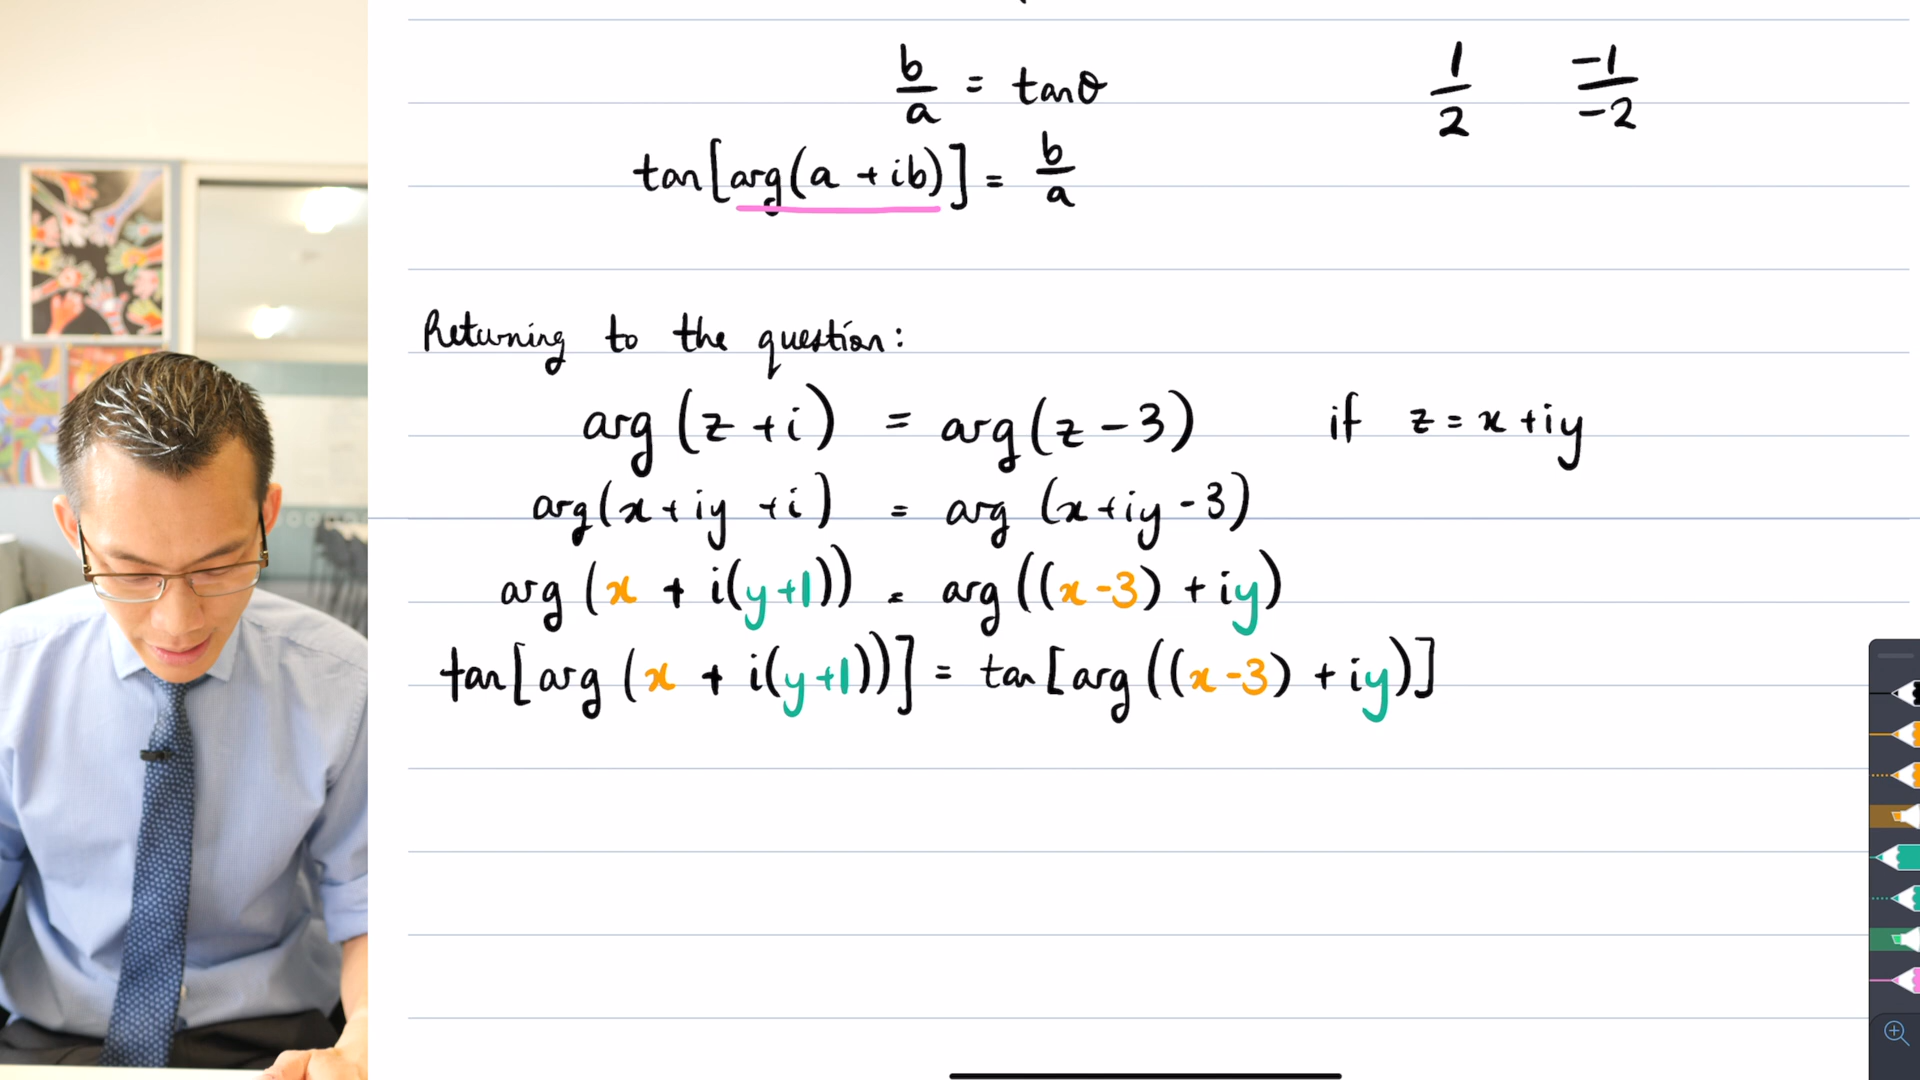 b/a = tanθ    1/2    -1/-2
tan[arg(a + ib)] = b/a
Returning to the question:
arg(z + i) = arg(z - 3)    if z = x + iy
arg(x + iy + i) = arg(x + iy - 3)
arg(x + i(y+1)) = arg((x-3) + iy)
tan[arg(x + i(y+1))] = tan[arg((x-3) + iy)]